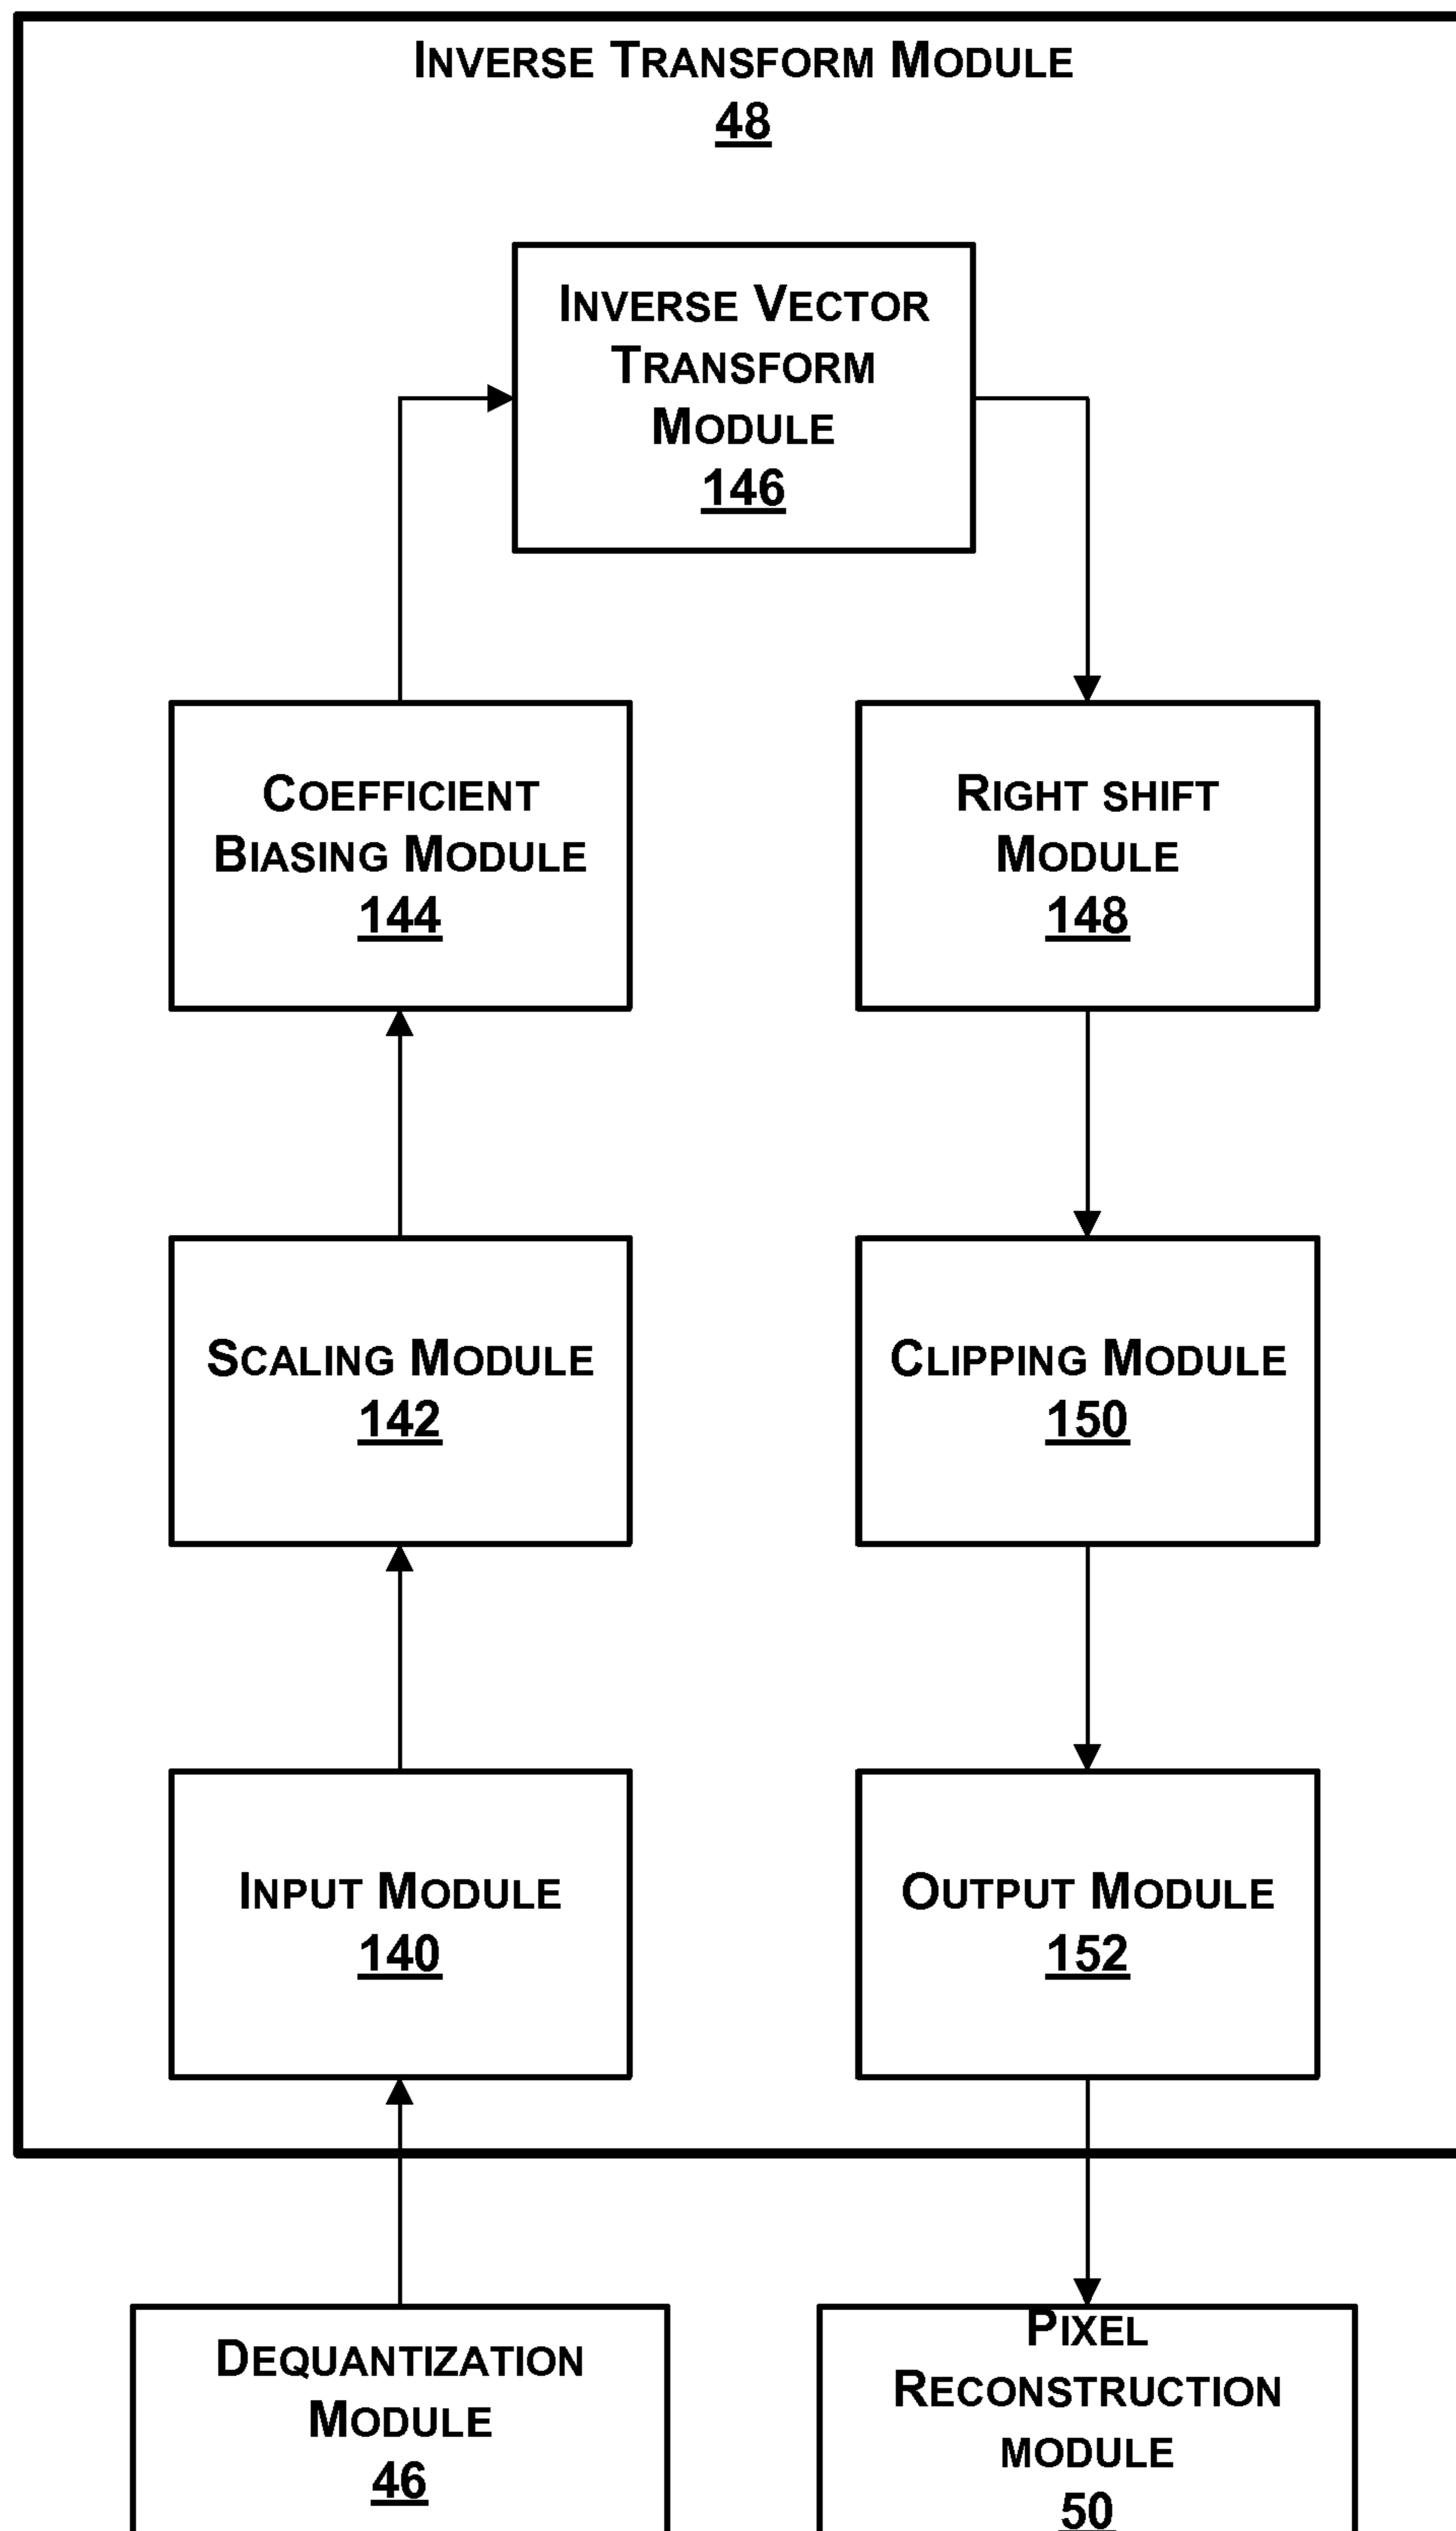 INVERSE TRANSFORM MODULE
48
INVERSE VECTOR
TRANSFORM
MODULE
146
COEFFICIENT
BIASING MODULE
144
RIGHT SHIFT
MODULE
148
SCALING MODULE
142
CLIPPING MODULE
150
INPUT MODULE
140
OUTPUT MODULE
152
DEQUANTIZATION
MODULE
46
PIXEL
RECONSTRUCTION
MODULE
50